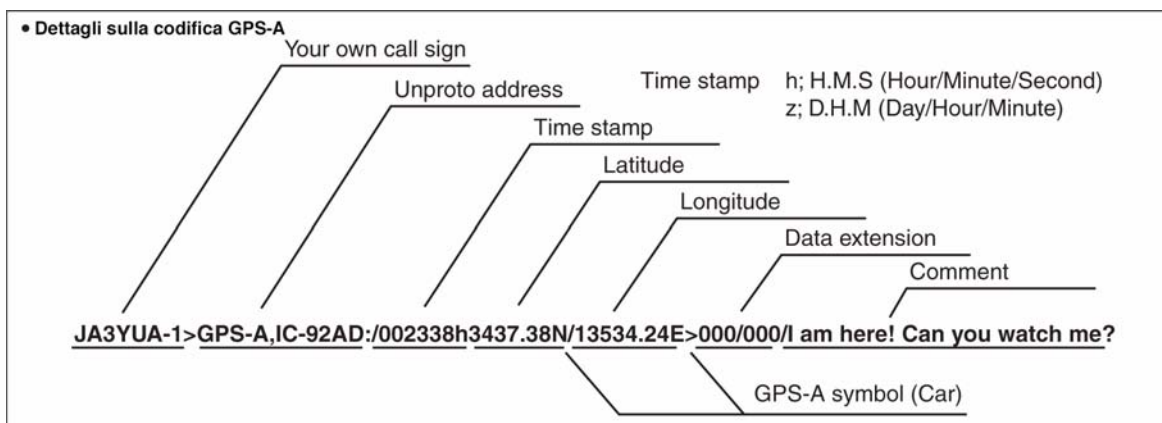 • Dettagli sulla codifica GPS-A
Your own call sign
Unproto address
Time stamp h; H.M.S (Hour/Minute/Second)
z; D.H.M (Day/Hour/Minute)
Time stamp
Latitude
Longitude
Data extension
Comment
JA3YUA-1>GPS-A,IC-92AD:/002338h3437.38N/13534.24E>000/000/I am here! Can you watch me?
GPS-A symbol (Car)